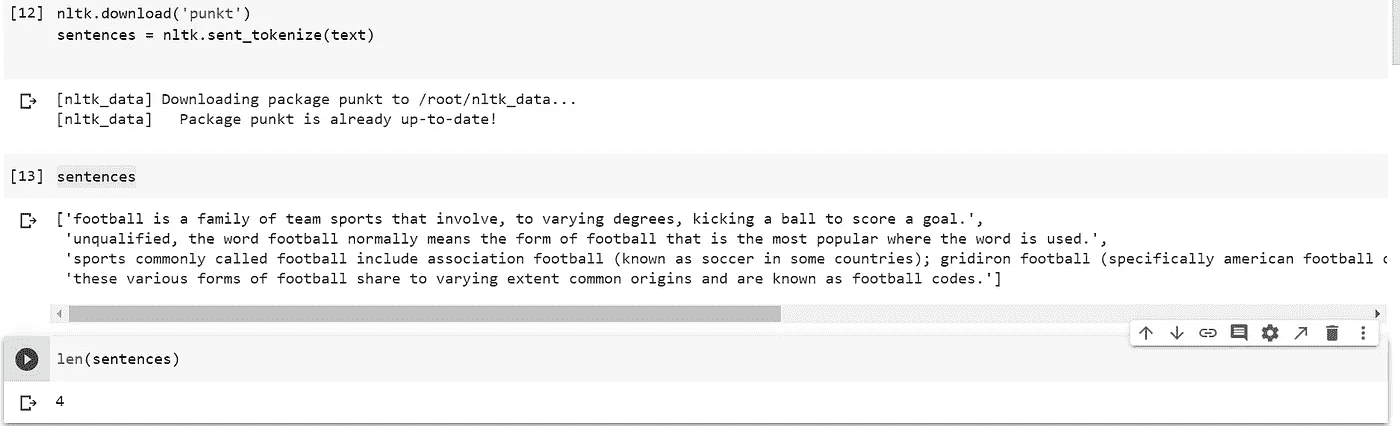 [12] nltk.download('punkt')
sentences = nltk.sent_tokenize(text)
[nltk_data] Downloading package punkt to /root/nltk_data...
[nltk_data]   Package punkt is already up-to-date!
[13] sentences
['football is a family of team sports that involve, to varying degrees, kicking a ball to score a goal.',
'unqualified, the word football normally means the form of football that is the most popular where the word is used.',
'sports commonly called football include association football (known as soccer in some countries); gridiron football (specifically american football
'these various forms of football share to varying extent common origins and are known as football codes.']
len(sentences)
4